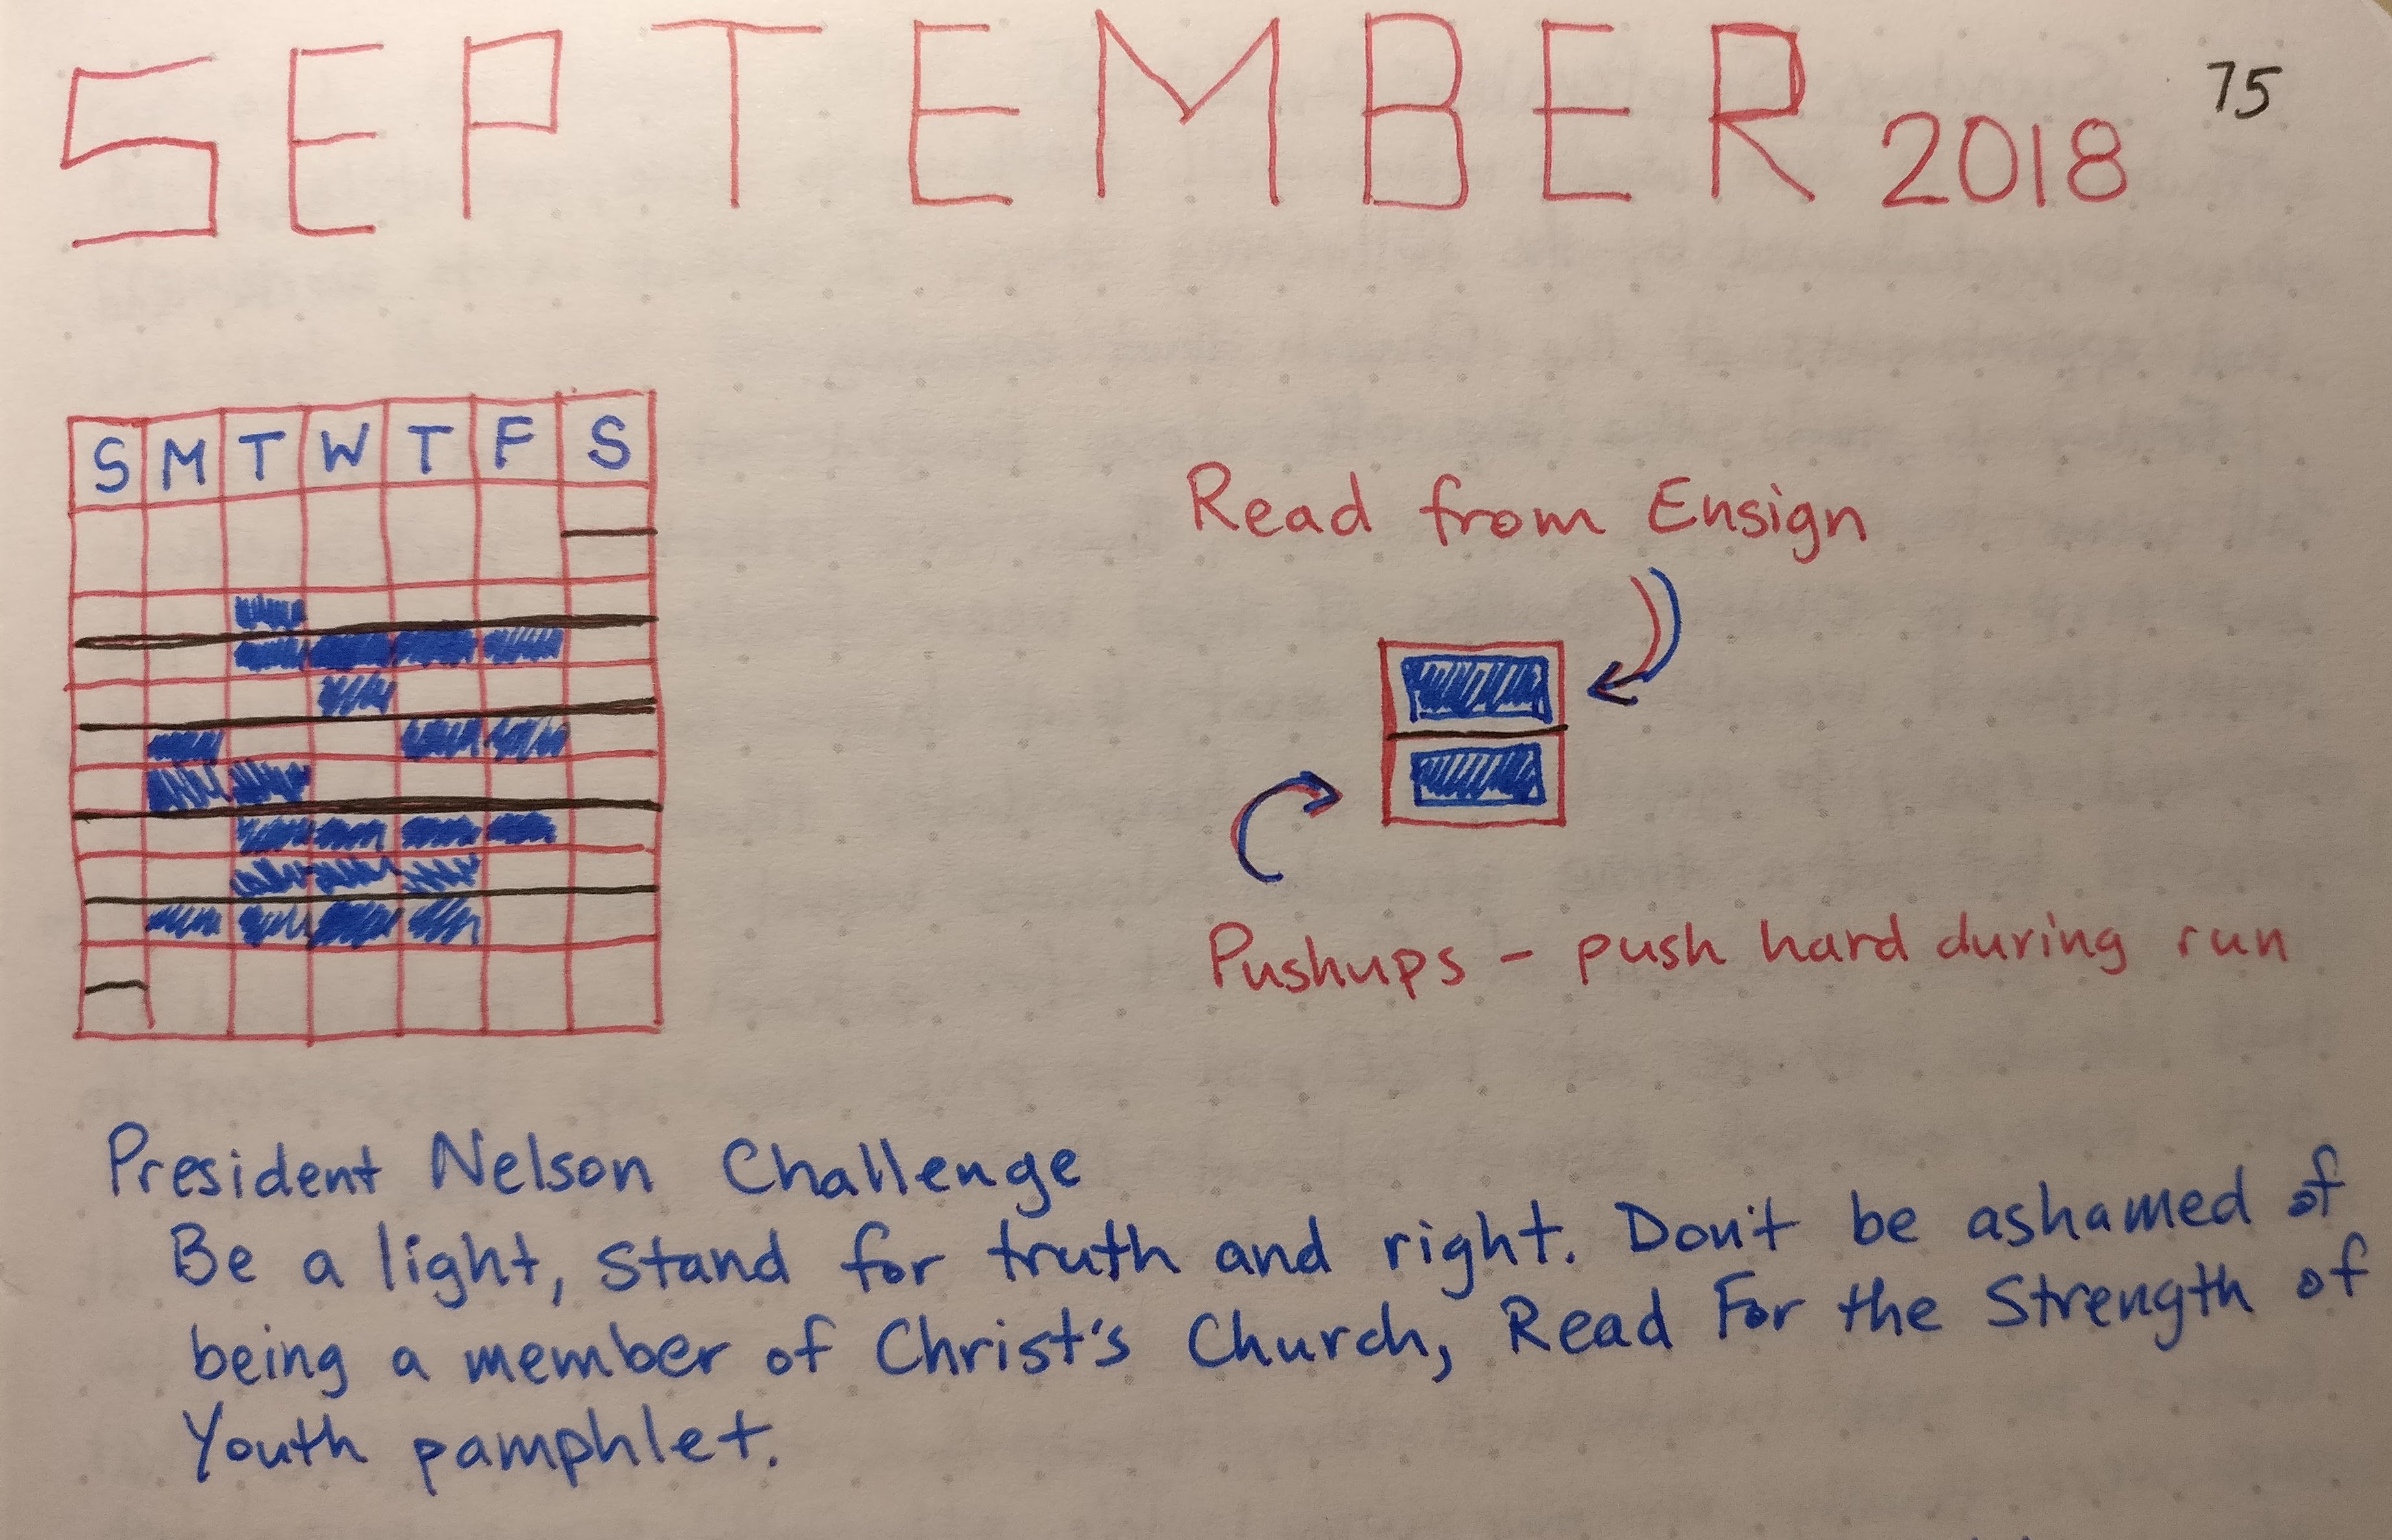 SEPTEMBER 2018
75
S M T W T F S
Read from Ensign
Pushups - push hard during run
President Nelson Challenge
Be a light, stand for truth and right. Don't be ashamed of
being a member of Christ's Church, Read For the Strength of
Youth pamphlet.